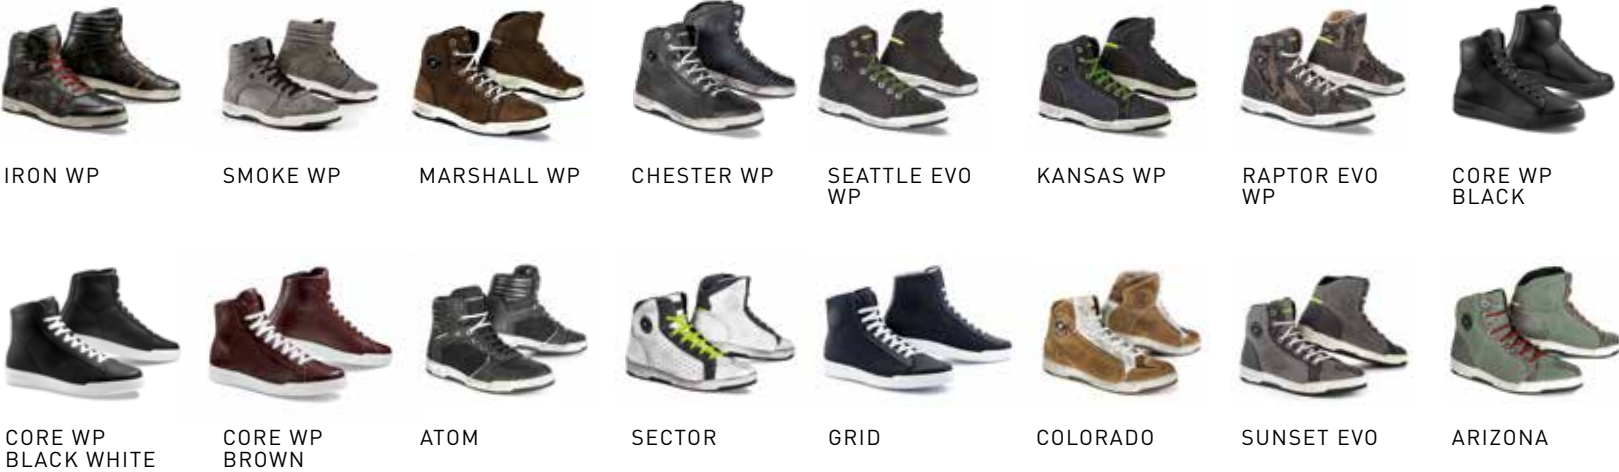 IRON WP
SMOKE WP
MARSHALL WP
CHESTER WP
SEATTLE EVO
WP
KANSAS WP
RAPTOR EVO
WP
CORE WP
BLACK
CORE WP
BLACK WHITE
CORE WP
BROWN
ATOM
SECTOR
GRID
COLORADO
SUNSET EVO
ARIZONA